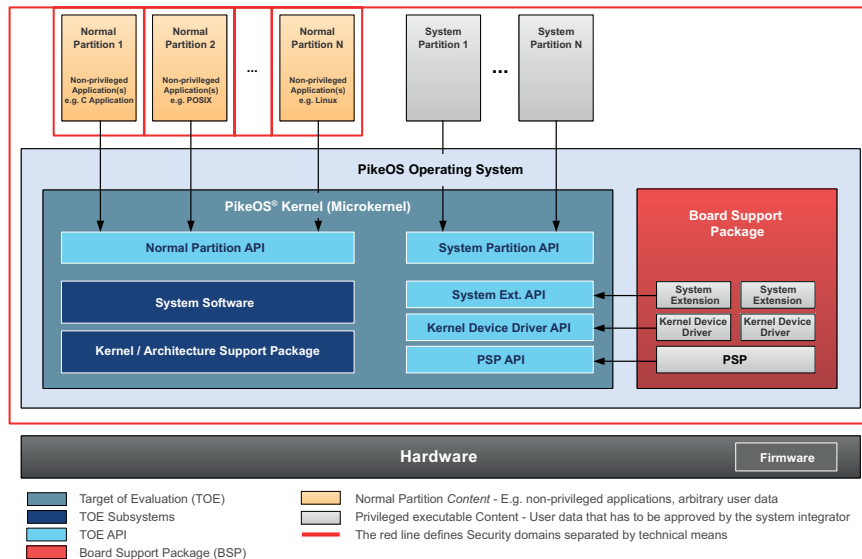 Normal
Partition 1
Non-privileged
Application(s)
e.g. C Application
Normal
Partition 2
Non-privileged
Application(s)
e.g. POSIX
...
Normal
Partition N
Non-privileged
Application(s)
e.g. Linux
System
Partition 1
...
System
Partition N
PikeOS Operating System
PikeOS® Kernel (Microkernel)
Normal Partition API
System Partition API
System Software
Kernel / Architecture Support Package
System Ext. API
Kernel Device Driver API
PSP API
Board Support
Package
System
Extension
System
Extension
Kernel Device
Driver
Kernel Device
Driver
PSP
Hardware
Firmware
Target of Evaluation (TOE)
TOE Subsystems
TOE API
Board Support Package (BSP)
Normal Partition Content - E.g. non-privileged applications, arbitrary user data
Privileged executable Content - User data that has to be approved by the system integrator
The red line defines Security domains separated by technical means